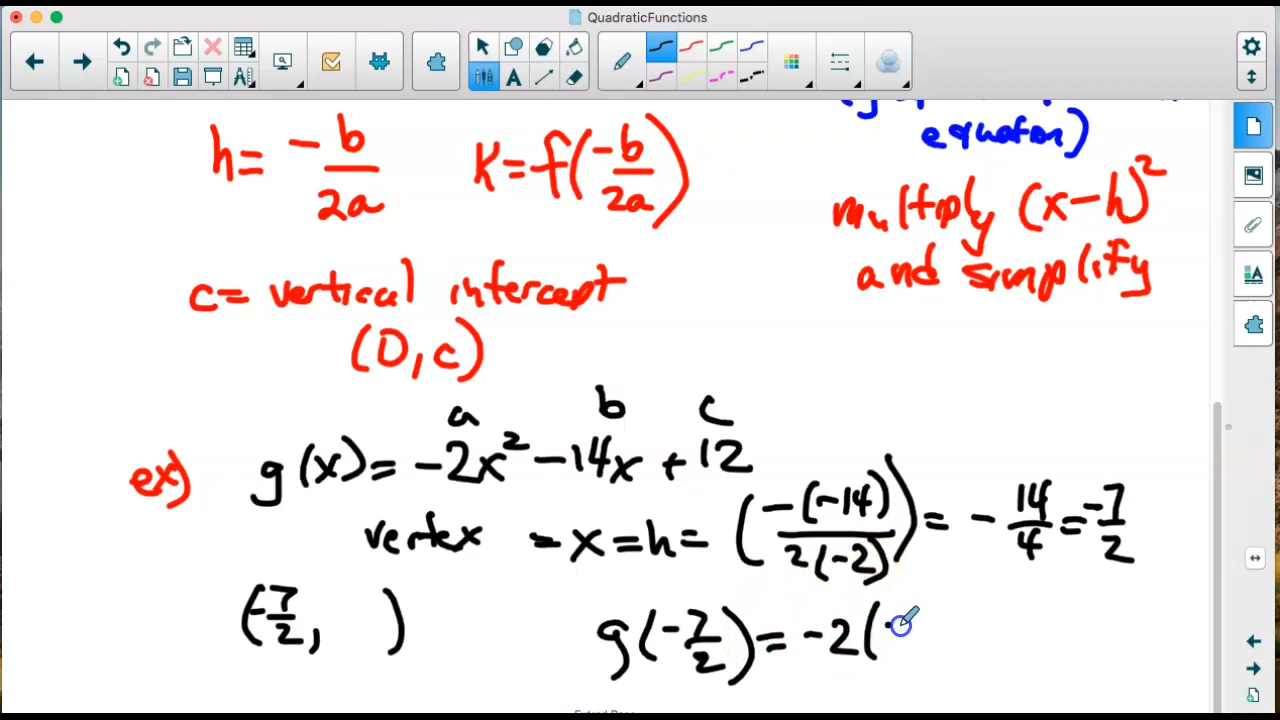 QuadraticFunctions
equation)
h = -b/2a K = f(-b/2a)
multiply (x-h)²
and simplify
c = vertical intercept
(0, c)
a b c
ex) g(x) = -2x² - 14x + 12
vertex = x = h = (-(-14)/2(-2)) = -14/4 = -7/2
(-7/2, )
g(-7/2) = -2(